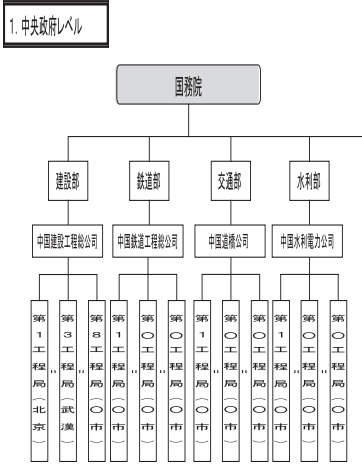 1. 中央政府レベル
国務院
建設部
鉄道部
交通部
水利部
中国建設工程総公司
中国鉄道工程総公司
中国道橋公司
中国水利電力公司
第1工程局(北京)
第3工程局(武漢)
第8工程局(〇市)
第1工程局(〇市)
第〇工程局(〇市)
第〇工程局(〇市)
第1工程局(〇市)
第〇工程局(〇市)
第〇工程局(〇市)
第1工程局(〇市)
第〇工程局(〇市)
第〇工程局(〇市)